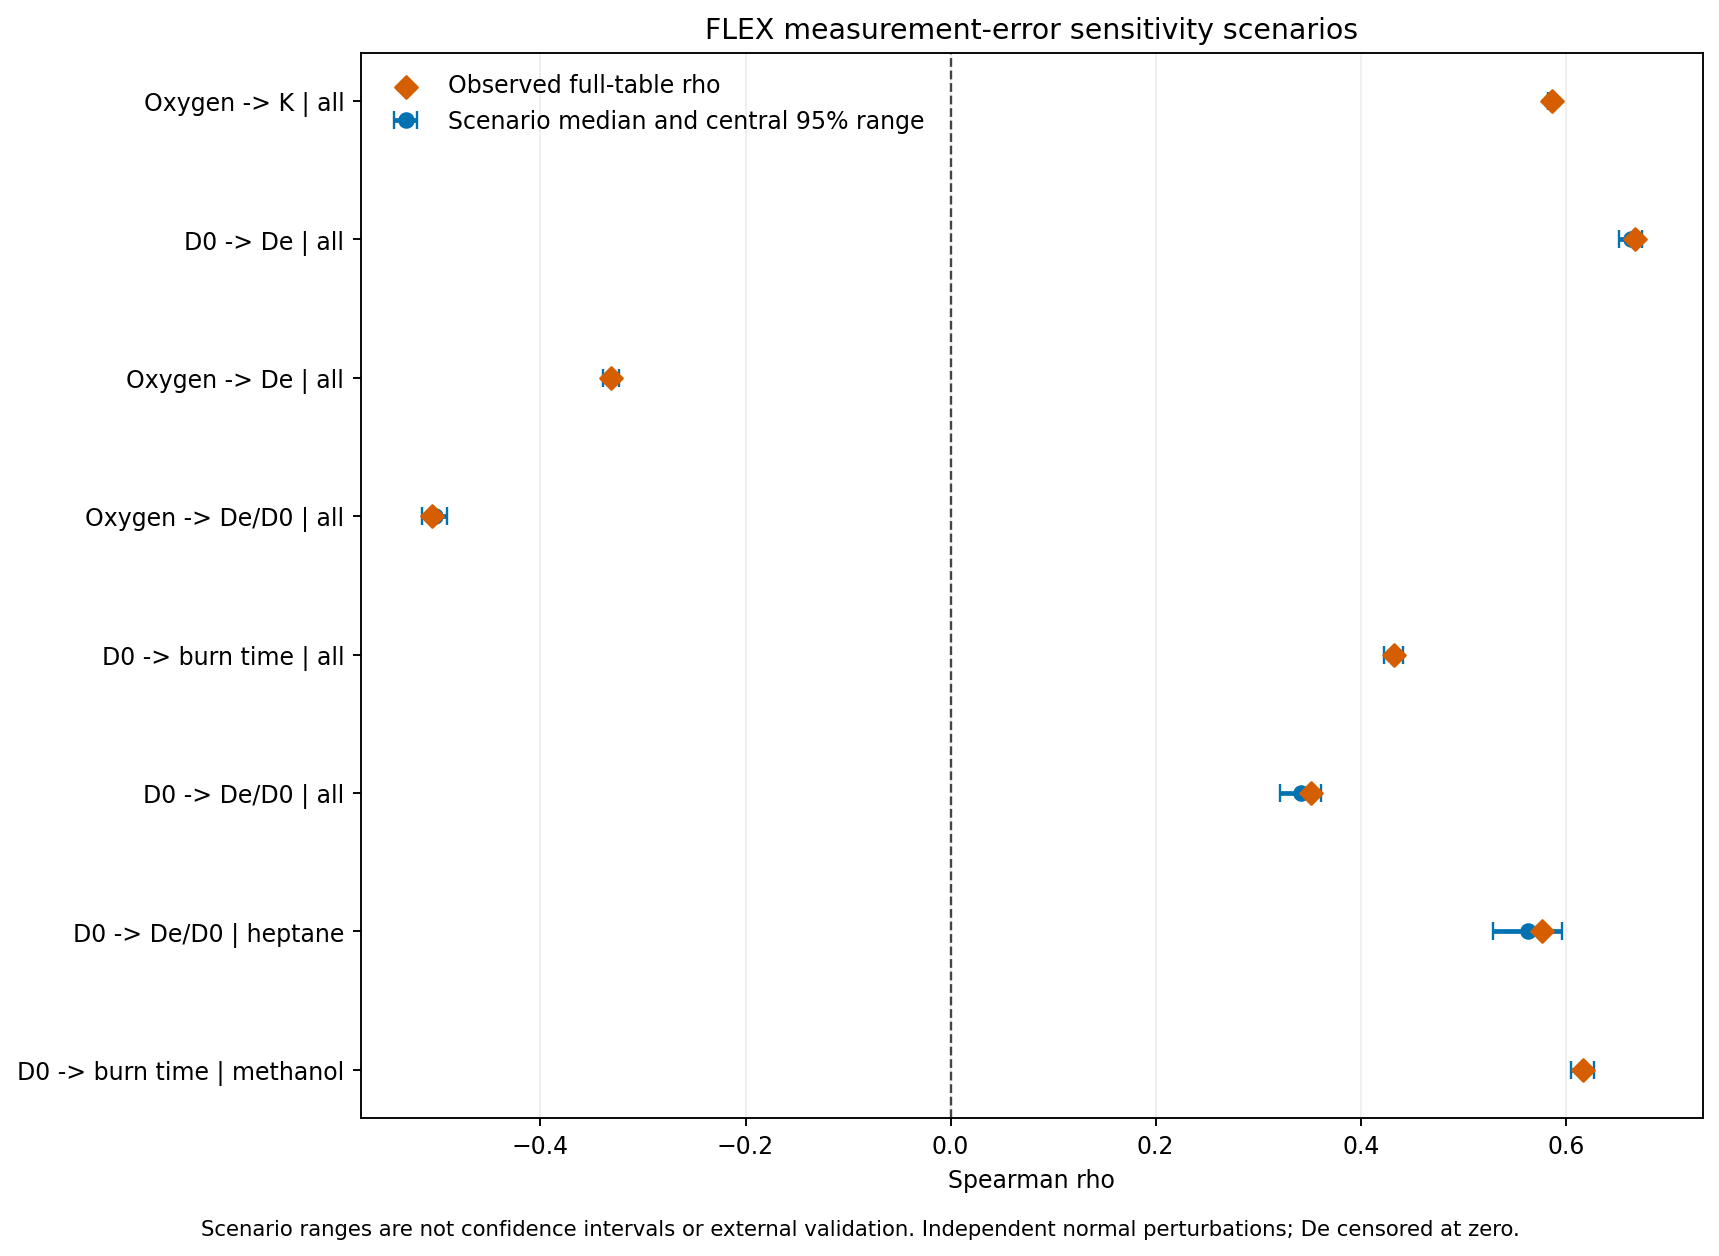 FLEX measurement-error sensitivity scenarios
Observed full-table rho
Scenario median and central 95% range
Oxygen -> K | all
D0 -> De | all
Oxygen -> De | all
Oxygen -> De/D0 | all
D0 -> burn time | all
D0 -> De/D0 | all
D0 -> De/D0 | heptane
D0 -> burn time | methanol
−0.4 −0.2 0.0 0.2 0.4 0.6
Spearman rho
Scenario ranges are not confidence intervals or external validation. Independent normal perturbations; De censored at zero.